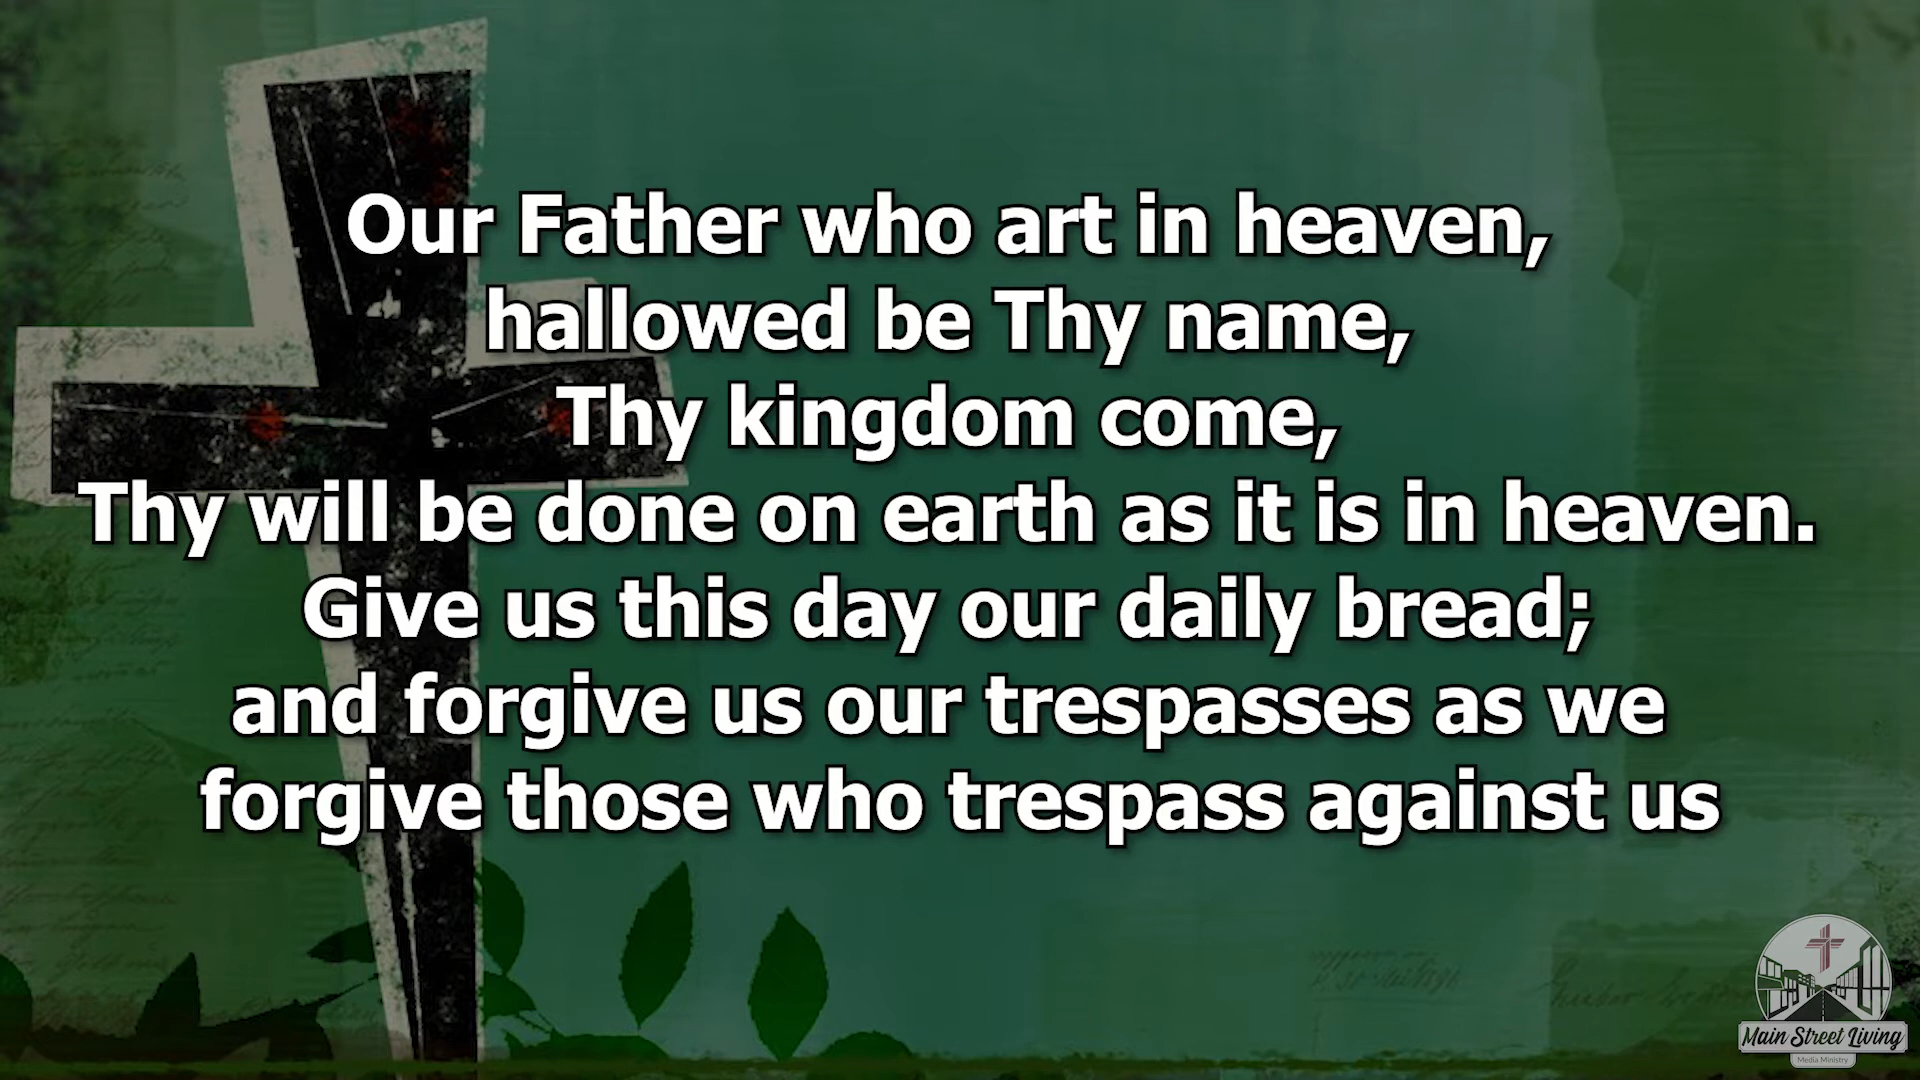 Our Father who art in heaven,
hallowed be Thy name,
Thy kingdom come,
Thy will be done on earth as it is in heaven.
Give us this day our daily bread;
and forgive us our trespasses as we
forgive those who trespass against us
Main Street Living
Media Ministry